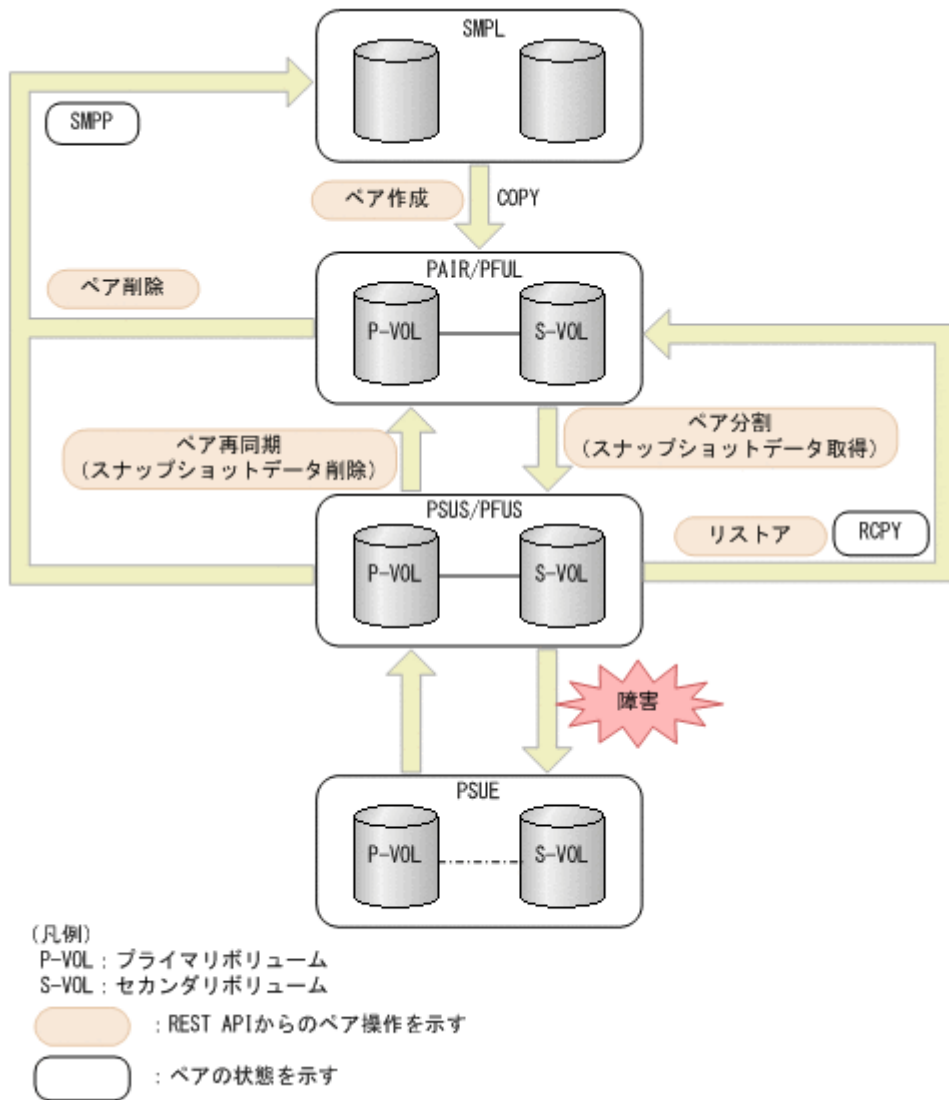 SMPL
SMPP
ペア作成
COPY
PAIR/PFUL
ペア削除
P-VOL
S-VOL
ペア再同期
(スナップショットデータ削除)
ペア分割
(スナップショットデータ取得)
PSUS/PFUS
リストア
RCPY
P-VOL
S-VOL
障害
PSUE
P-VOL
S-VOL
(凡例)
P-VOL：プライマリボリューム
S-VOL：セカンダリボリューム
：REST APIからのペア操作を示す
：ペアの状態を示す